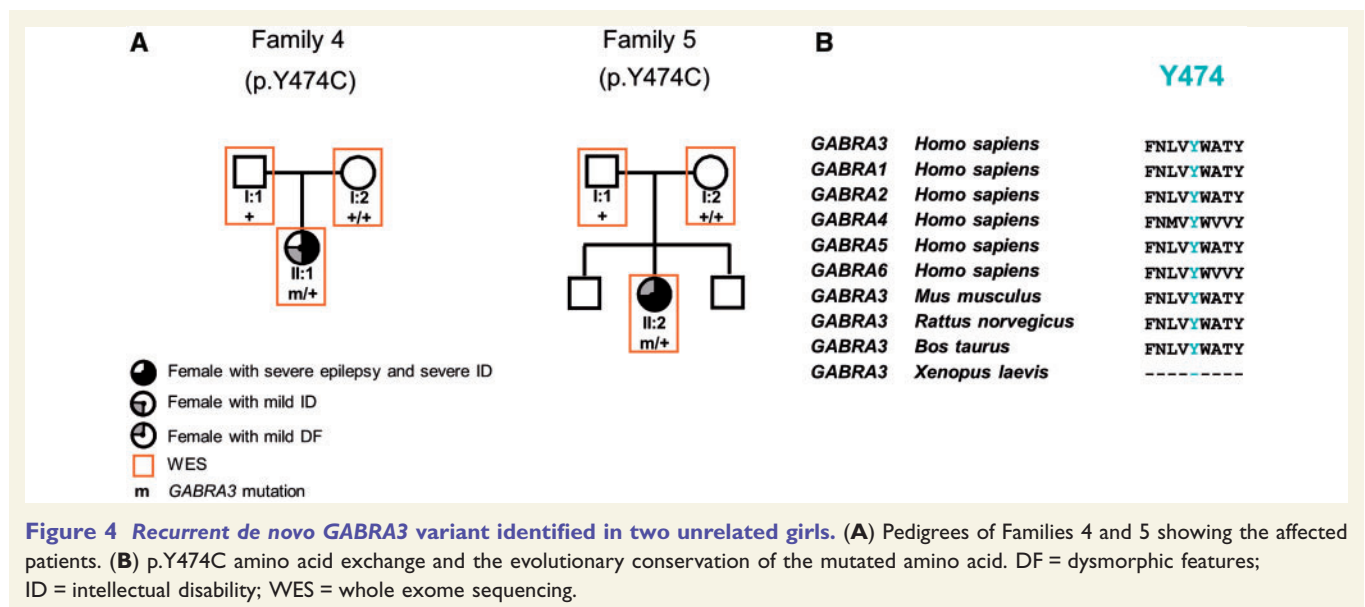 A
Family 4
(p.Y474C)
I:1
+
I:2
+/+
II:1
m/+
Family 5
(p.Y474C)
I:1
+
I:2
+/+
II:2
m/+
Female with severe epilepsy and severe ID
Female with mild ID
Female with mild DF
WES
m GABRA3 mutation
B
Y474
GABRA3 Homo sapiens FNLVYWATY
GABRA1 Homo sapiens FNLVYWATY
GABRA2 Homo sapiens FNLVYWATY
GABRA4 Homo sapiens FNMVYWVVY
GABRA5 Homo sapiens FNLVYWATY
GABRA6 Homo sapiens FNLVYWVVY
GABRA3 Mus musculus FNLVYWATY
GABRA3 Rattus norvegicus FNLVYWATY
GABRA3 Bos taurus FNLVYWATY
GABRA3 Xenopus laevis ---------
Figure 4 Recurrent de novo GABRA3 variant identified in two unrelated girls. (A) Pedigrees of Families 4 and 5 showing the affected
patients. (B) p.Y474C amino acid exchange and the evolutionary conservation of the mutated amino acid. DF = dysmorphic features;
ID = intellectual disability; WES = whole exome sequencing.